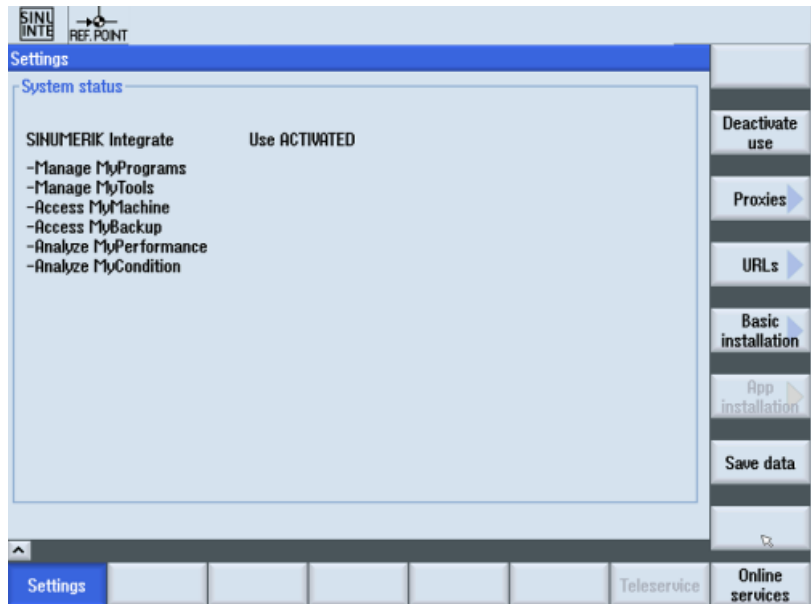 SINU
INTE
REF. POINT
Settings
System status
SINUMERIK Integrate Use ACTIVATED
-Manage MyPrograms
-Manage MyTools
-Access MyMachine
-Access MyBackup
-Analyze MyPerformance
-Analyze MyCondition
Deactivate
use
Proxies
URLs
Basic
installation
App
installation
Save data
Settings
Teleservice
Online
services